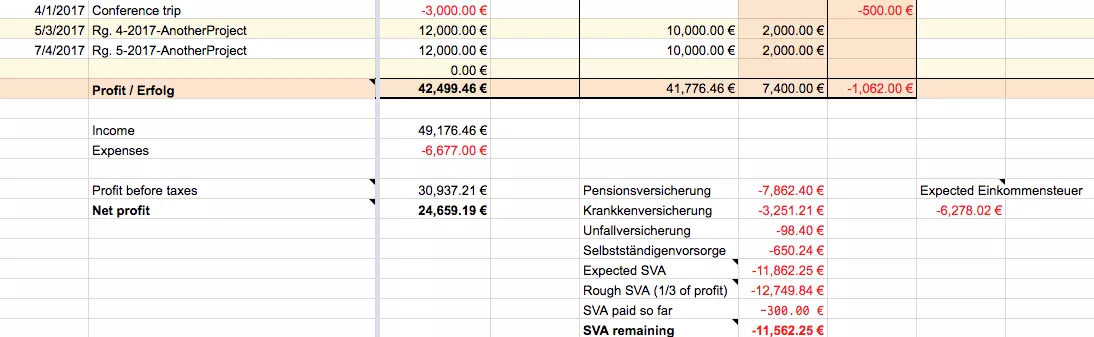 4/1/2017 Conference trip -3,000.00 € -500.00 €
5/3/2017 Rg. 4-2017-AnotherProject 12,000.00 € 10,000.00 € 2,000.00 €
7/4/2017 Rg. 5-2017-AnotherProject 12,000.00 € 10,000.00 € 2,000.00 €
0.00 €
Profit / Erfolg 42,499.46 € 41,776.46 € 7,400.00 € -1,062.00 €
Income 49,176.46 €
Expenses -6,677.00 €
Profit before taxes 30,937.21 € Pensionsversicherung -7,862.40 € Expected Einkommensteuer
Net profit 24,659.19 € Krankkenversicherung -3,251.21 € -6,278.02 €
Unfallversicherung -98.40 €
Selbstständigenvorsorge -650.24 €
Expected SVA -11,862.25 €
Rough SVA (1/3 of profit) -12,749.84 €
SVA paid so far -300.00 €
SVA remaining -11,562.25 €